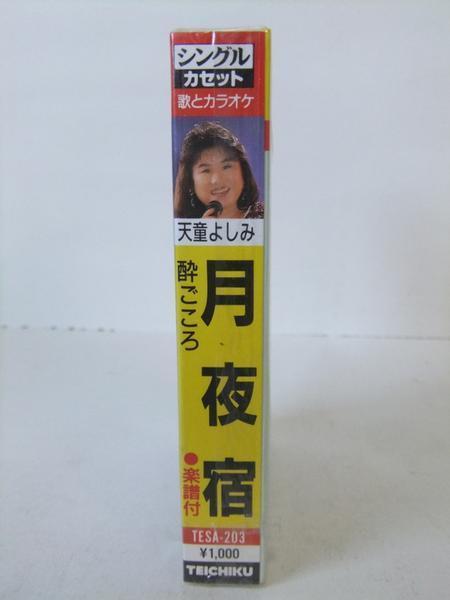 シングル
カセット
歌とカラオケ
天童よしみ
月夜宿
酔ごころ
●楽譜付
TESA-203
¥1,000
TEICHIKU